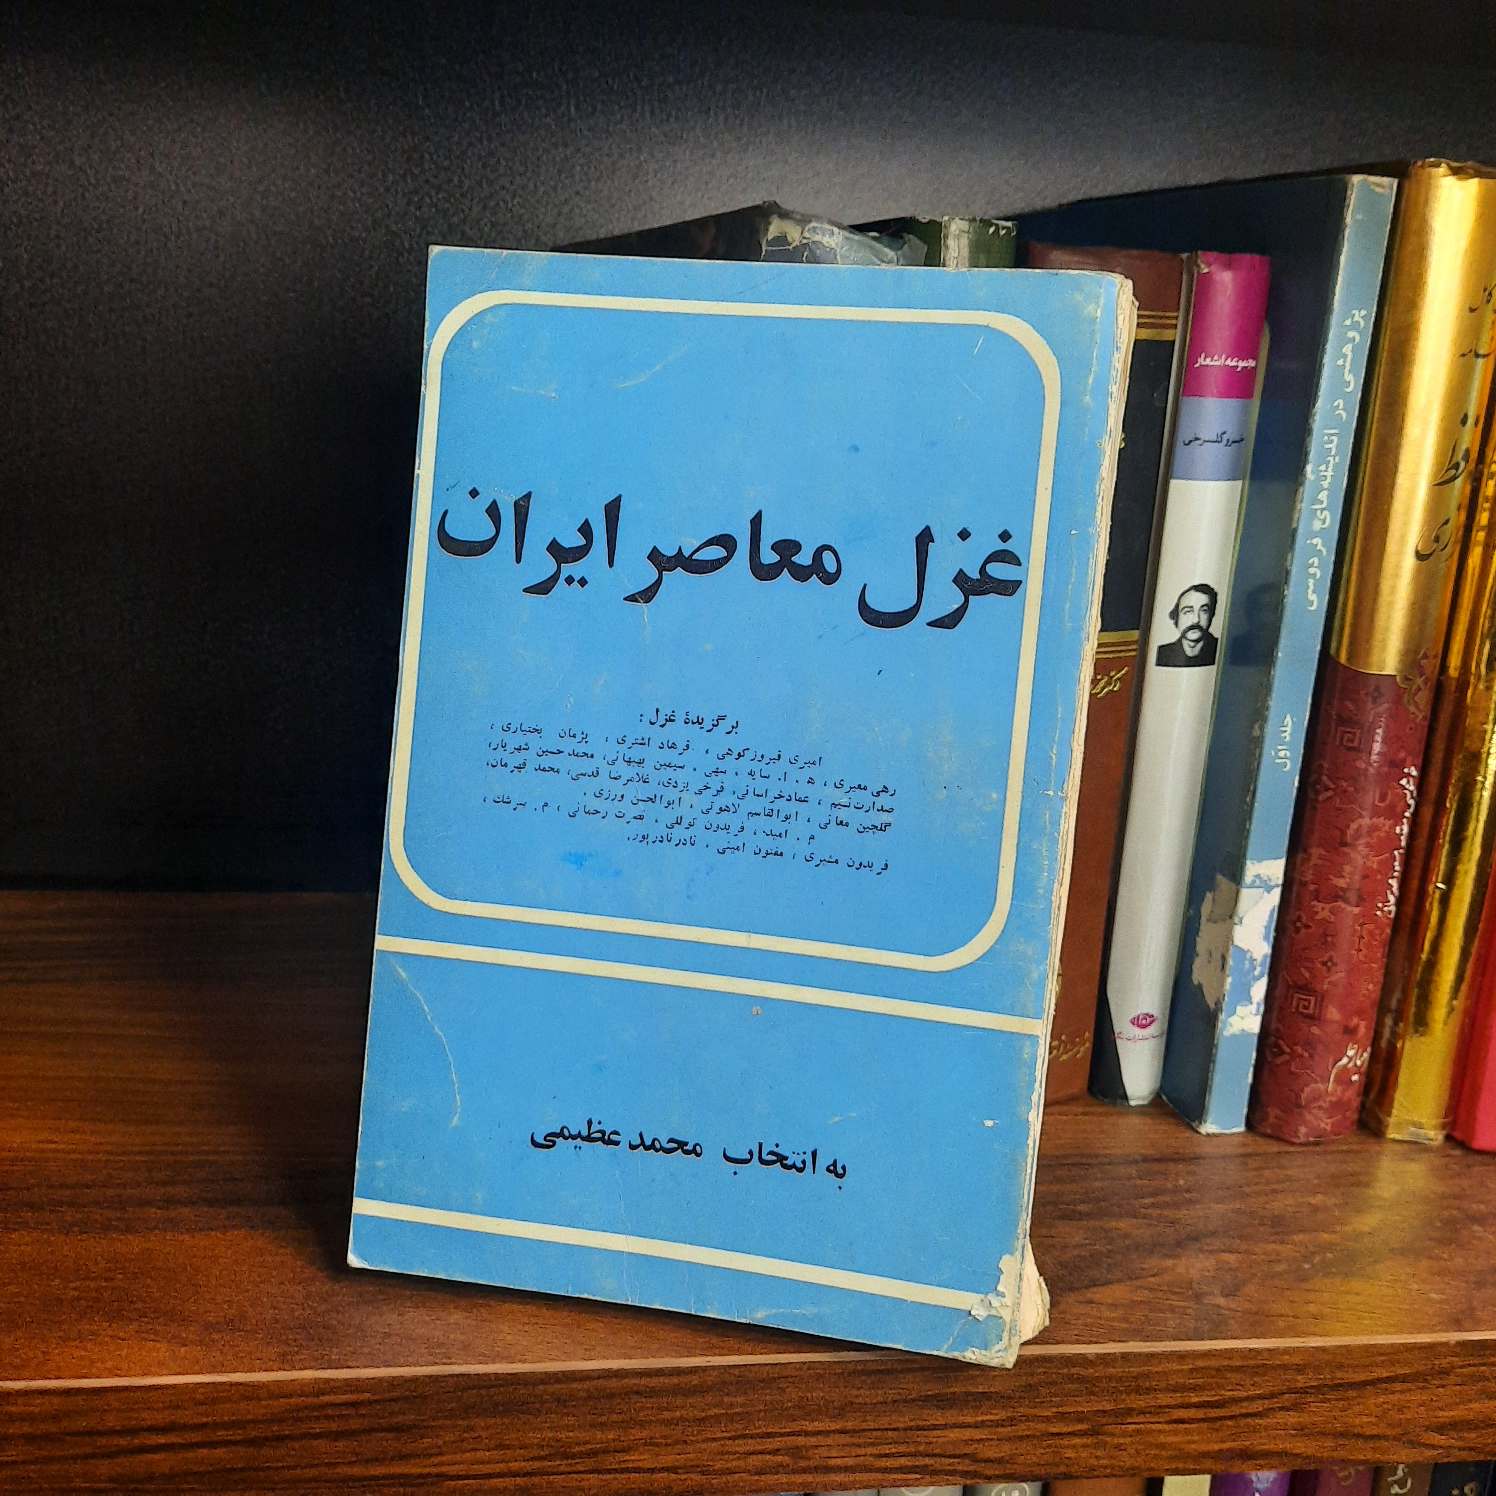 غزل معاصر ایران
برگزیدهٔ غزل :
امیری فیروزکوهی ، فرهاد اشتری ، پژمان بختیاری ،
رهی معیری ، ه . ا . سایه ، سهی . سیمین بهبهانی، محمدحسین شهریار،
صدارت نسیم ، عماد خراسانی، فرخی یزدی، غلامرضا قدسی، محمد قهرمان،
گلچین معانی ، ابوالقاسم لاهوتی ، ابوالحسن ورزی .
م . امید، فریدون توللی ، نصرت رحمانی ، م . سرشک ،
فریدون مشیری ، مفتون امینی ، نادر نادرپور.
به انتخاب محمد عظیمی
مجموعه اشعار
خسرو گلسرخی
پژوهشی در اندیشه‌های فردوسی
جلد اول